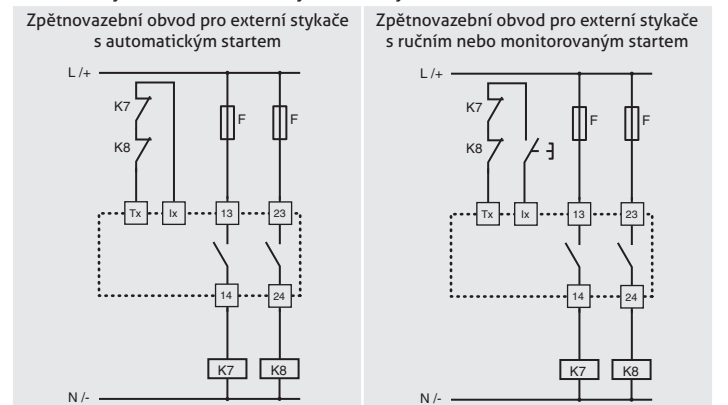 Zpětnovazební obvod pro externí stykače
s automatickým startem
L /+
K7
K8
F
F
Tx
Ix
13
23
14
24
K7
K8
N /-
Zpětnovazební obvod pro externí stykače
s ručním nebo monitorovaným startem
L /+
K7
K8
F
F
Tx
Ix
13
23
14
24
K7
K8
N /-